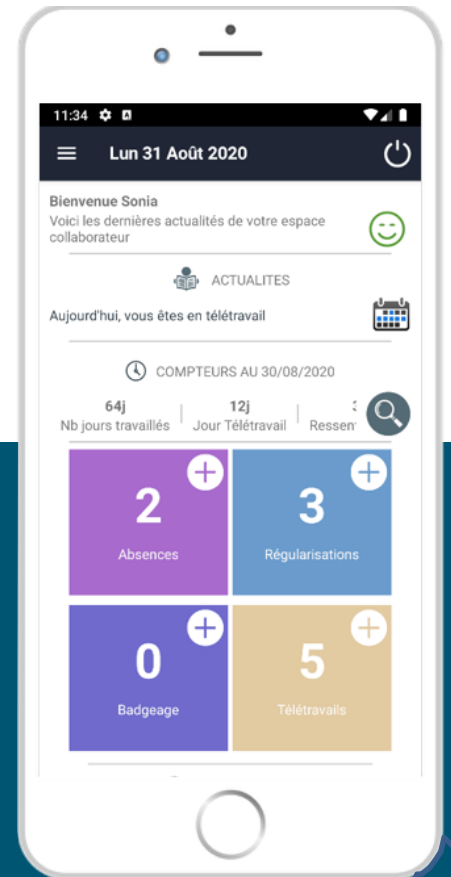 11:34
Lun 31 Août 2020
Bienvenue Sonia
Voici les dernières actualités de votre espace
collaborateur
ACTUALITES
Aujourd'hui, vous êtes en télétravail
COMPTEURS AU 30/08/2020
64j 12j
Nb jours travaillés Jour Télétravail
2 3
Absences Régularisations
0 5
Badgeage Télétravails